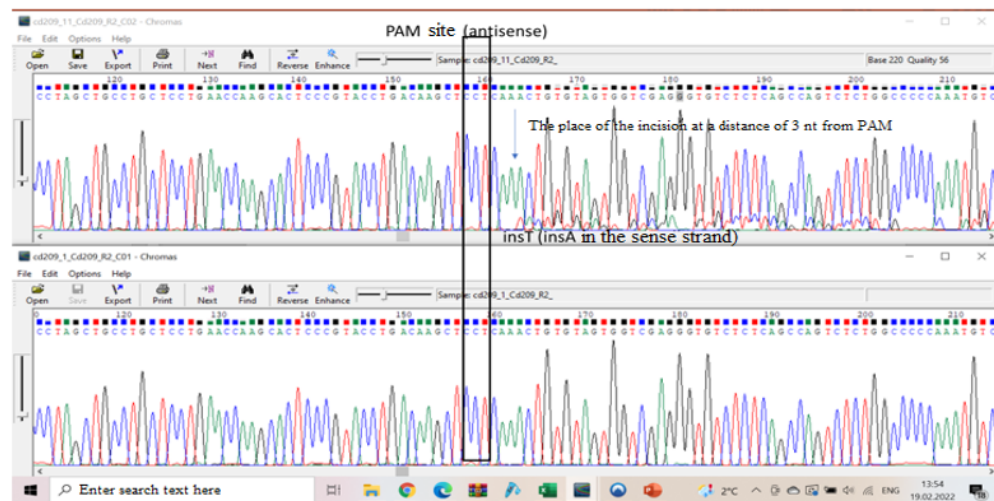 cd209_11_Cd209_R2_C02 - Chromas
PAM site (antisense)
File Edit Options Help
Open Save Export Print Next Find Reverse Enhance Sample: cd209_11_Cd209_R2_ Base 220 Quality 56
120 130 140 150 160 170 180 190 200 210
CCTAGCTGCCTGCTCCTGAACCAAGCACTCCCGTACCTGACAAGCTCCTCAAACTGTGTAGTGGTCGAGGGTGTCTCTCAGCCAGTCTCTGGCCCCCAAATGTC
The place of the incision at a distance of 3 nt from PAM
insT (insA in the sense strand)
cd209_1_Cd209_R2_C01 - Chromas
File Edit Options Help
Open Save Export Print Next Find Reverse Enhance Sample: cd209_1_Cd209_R2_
120 130 140 150 160 170 180 190 200 210
CCTAGCTGCCTGCTCCTGAACCAAGCACTCCCGTACCTGACAAGCTCCTCAAACTGTGTAGTGGTCGAGGGTGTCTCTCAGCCAGTCTCTGGCCCCCAAATGTC
Enter search text here 2°C ENG 13:54
19.02.2022 18